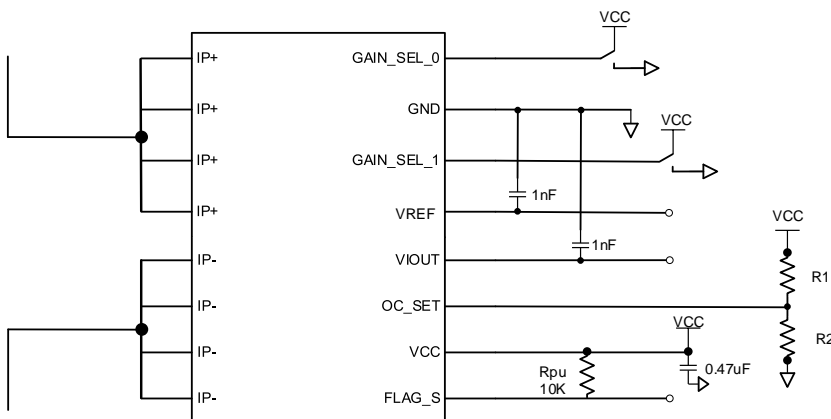 VCC
IP+ GAIN_SEL_0
IP+ GND
VCC
IP+ GAIN_SEL_1
1nF
IP+ VREF
VCC
1nF
IP- VIOUT
R1
IP- OC_SET
VCC
R2
IP- VCC
Rpu
10K
0.47uF
IP- FLAG_S